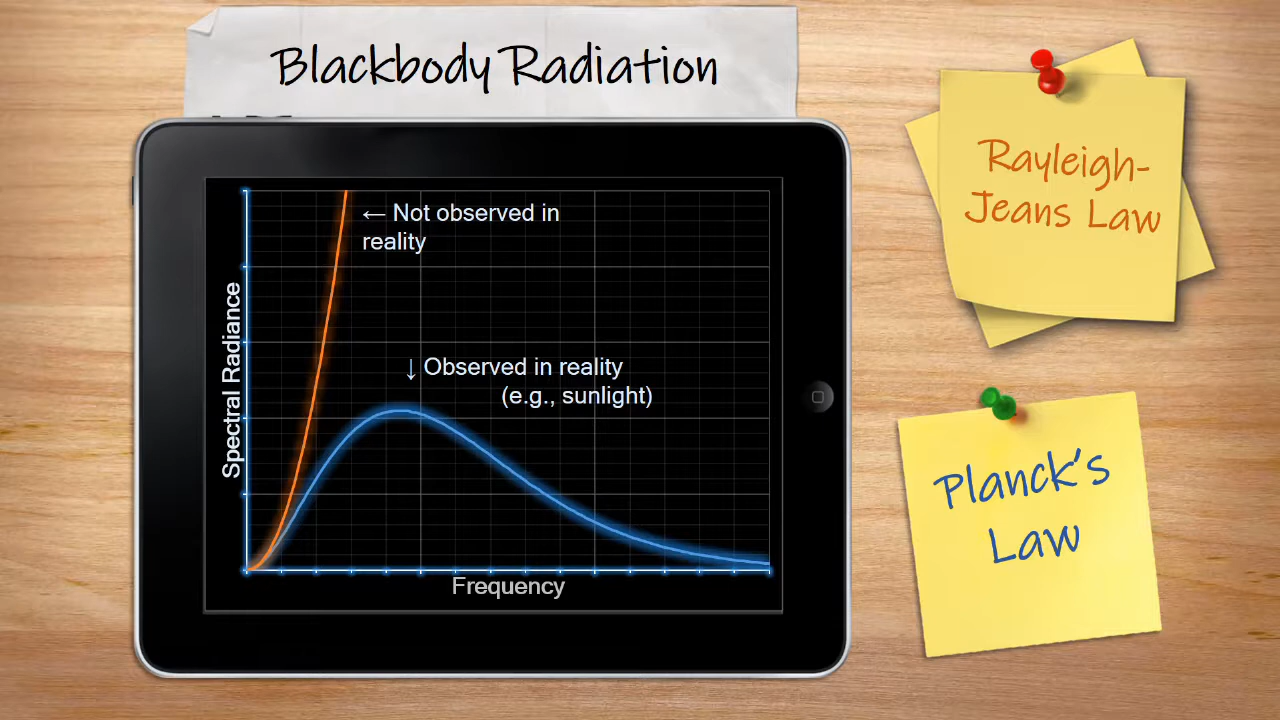 Blackbody Radiation
← Not observed in
reality
↓ Observed in reality
(e.g., sunlight)
Spectral Radiance
Frequency
Rayleigh-
Jeans Law
Planck's
Law